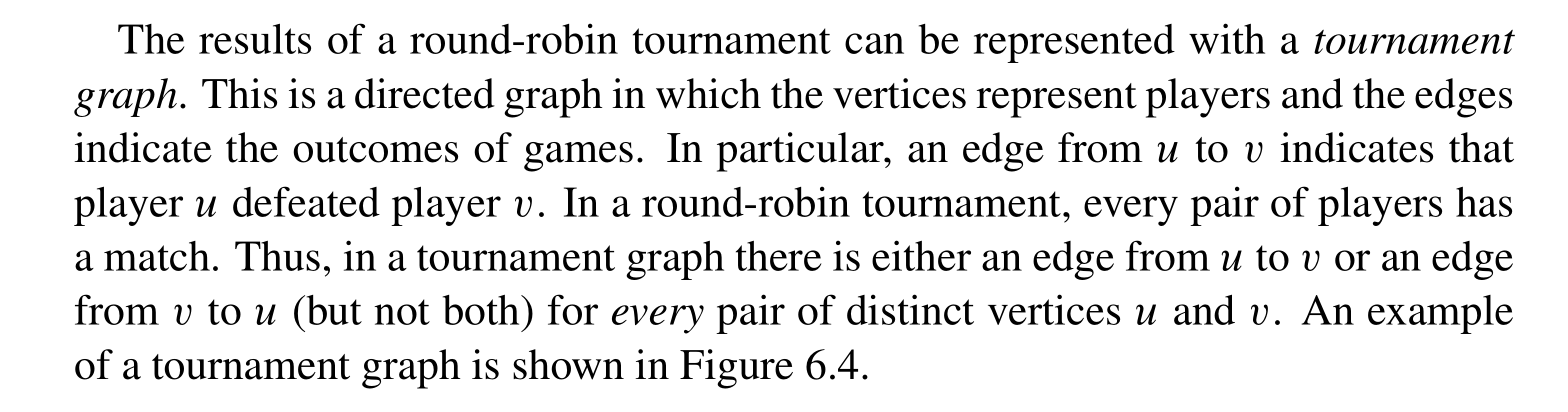 The results of a round-robin tournament can be represented with a tournament
graph. This is a directed graph in which the vertices represent players and the edges
indicate the outcomes of games. In particular, an edge from u to v indicates that
player u defeated player v. In a round-robin tournament, every pair of players has
a match. Thus, in a tournament graph there is either an edge from u to v or an edge
from v to u (but not both) for every pair of distinct vertices u and v. An example
of a tournament graph is shown in Figure 6.4.